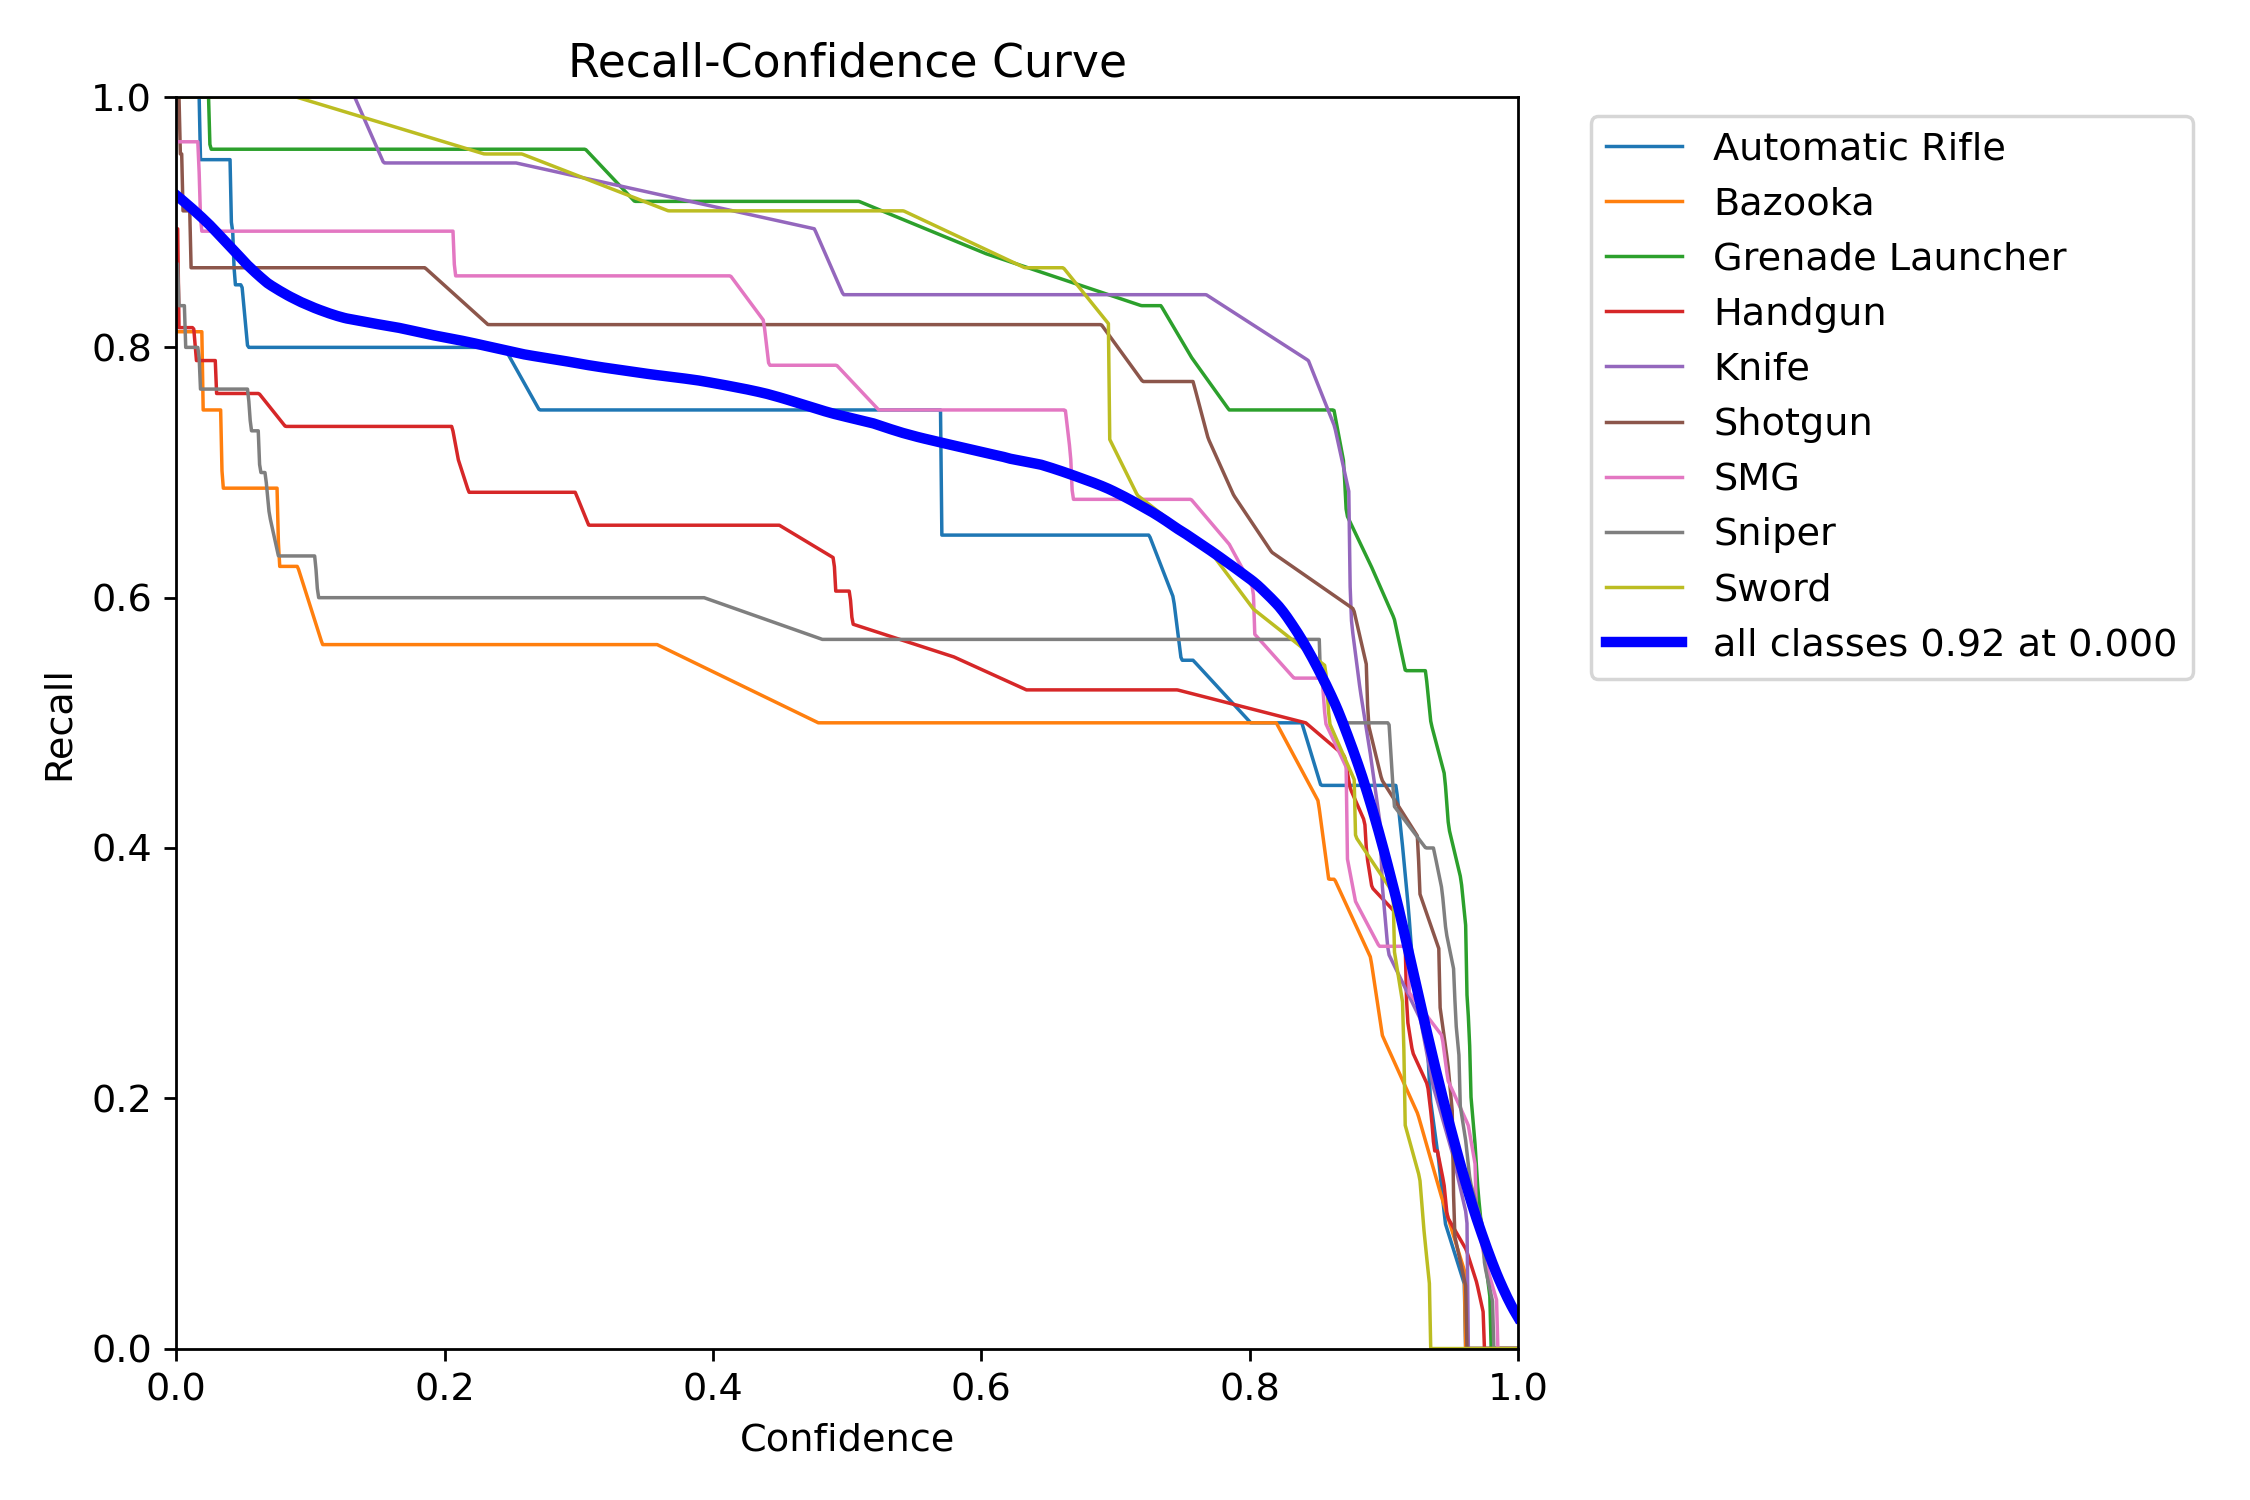 Recall-Confidence Curve
1.0
0.8
0.6
0.4
0.2
0.0
Recall
0.0 0.2 0.4 0.6 0.8 1.0
Confidence
Automatic Rifle
Bazooka
Grenade Launcher
Handgun
Knife
Shotgun
SMG
Sniper
Sword
all classes 0.92 at 0.000